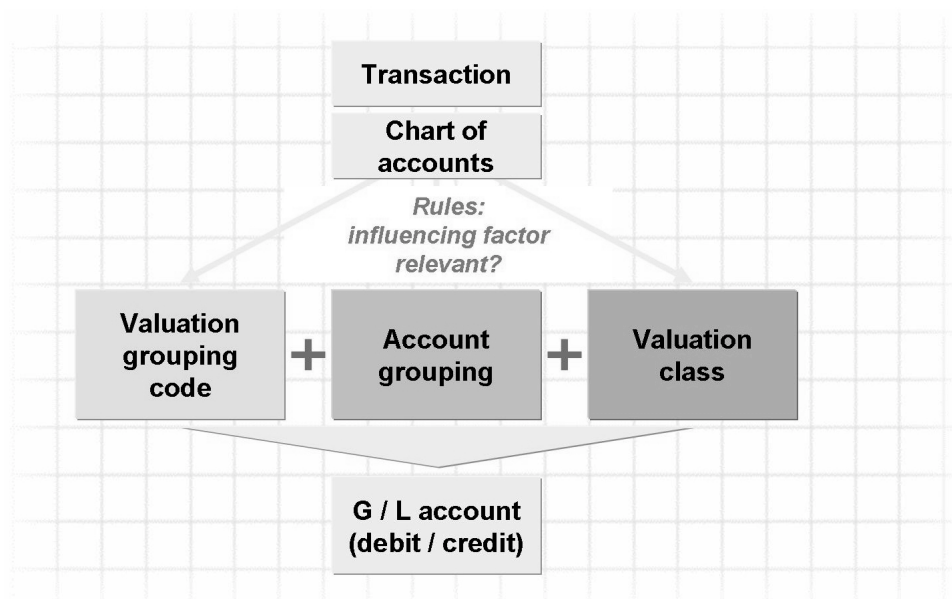 Transaction
Chart of
accounts
Rules:
influencing factor
relevant?
Valuation
grouping
code
+
Account
grouping
+
Valuation
class
G / L account
(debit / credit)